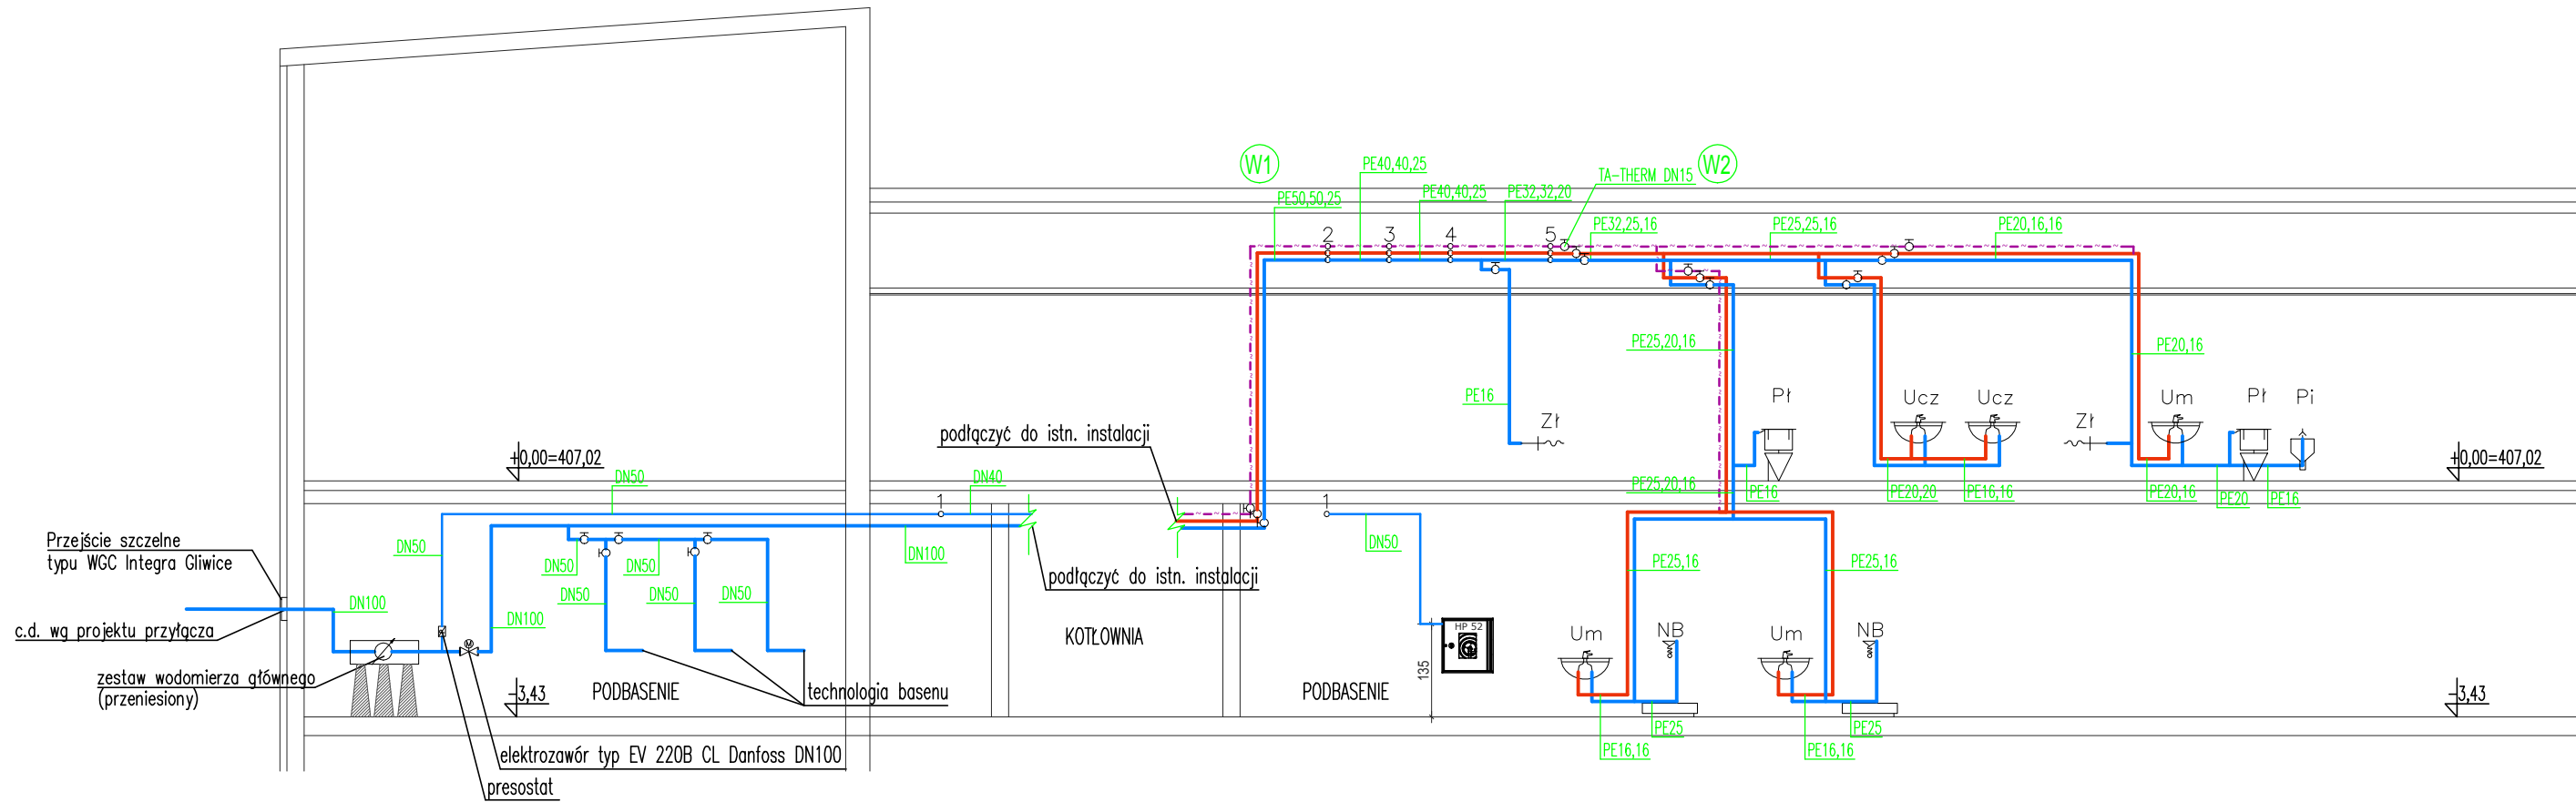 W1
W2
PE40,40,25
TA-THERM DN15
PE50,50,25
PE40,40,25
PE32,32,20
PE32,25,16
PE25,25,16
PE20,16,16
2
3
4
5
PE25,20,16
PE20,16
PE16
Zł
Pł
Ucz
Ucz
Zł
Um
Pł
Pi
podłączyć do istn. instalacji
+0,00=407,02
+0,00=407,02
DN50
DN40
1
1
PE25,20,16
PE16
PE20,20
PE16,16
PE20,16
PE20
PE16
Przejście szczelne
typu WGC Integra Gliwice
DN50
DN100
DN50
DN50
DN50
DN50
DN50
DN50
podłączyć do istn. instalacji
PE25,16
PE25,16
DN100
DN100
c.d. wg projektu przyłącza
M
KOTŁOWNIA
HP 52
Um
NB
Um
NB
zestaw wodomierza głównego
(przeniesiony)
-3,43
PODBASENIE
technologia basenu
PODBASENIE
135
-3,43
PE25
PE25
PE16,16
PE16,16
elektrozawór typ EV 220B CL Danfoss DN100
presostat